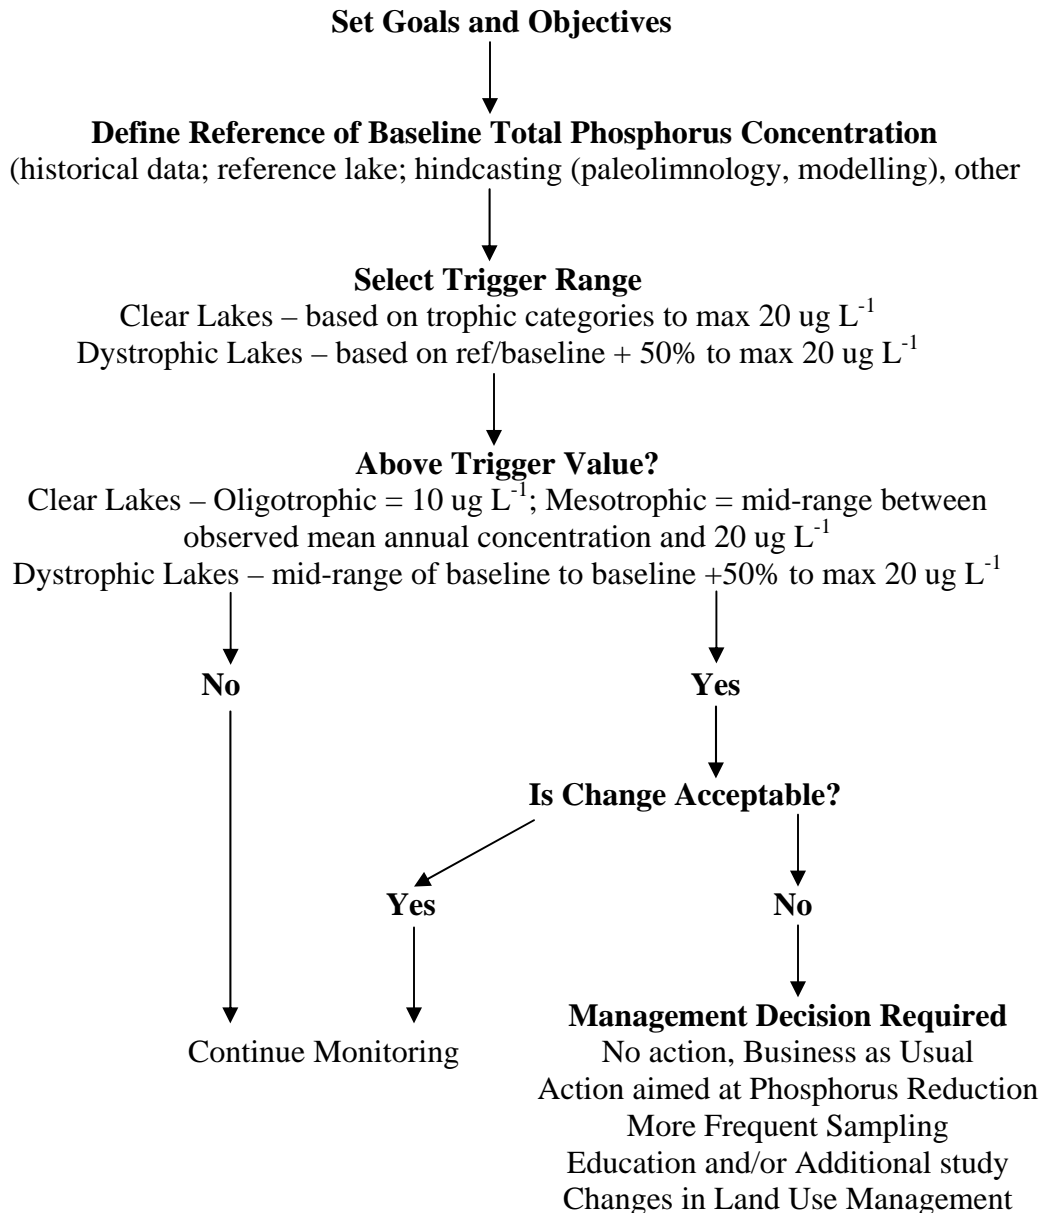 Set Goals and Objectives
Define Reference of Baseline Total Phosphorus Concentration
(historical data; reference lake; hindcasting (paleolimnology, modelling), other
Select Trigger Range
Clear Lakes – based on trophic categories to max 20 ug L-1
Dystrophic Lakes – based on ref/baseline + 50% to max 20 ug L-1
Above Trigger Value?
Clear Lakes – Oligotrophic = 10 ug L-1; Mesotrophic = mid-range between
observed mean annual concentration and 20 ug L-1
Dystrophic Lakes – mid-range of baseline to baseline +50% to max 20 ug L-1
No
Yes
Is Change Acceptable?
Yes
No
Continue Monitoring
Management Decision Required
No action, Business as Usual
Action aimed at Phosphorus Reduction
More Frequent Sampling
Education and/or Additional study
Changes in Land Use Management